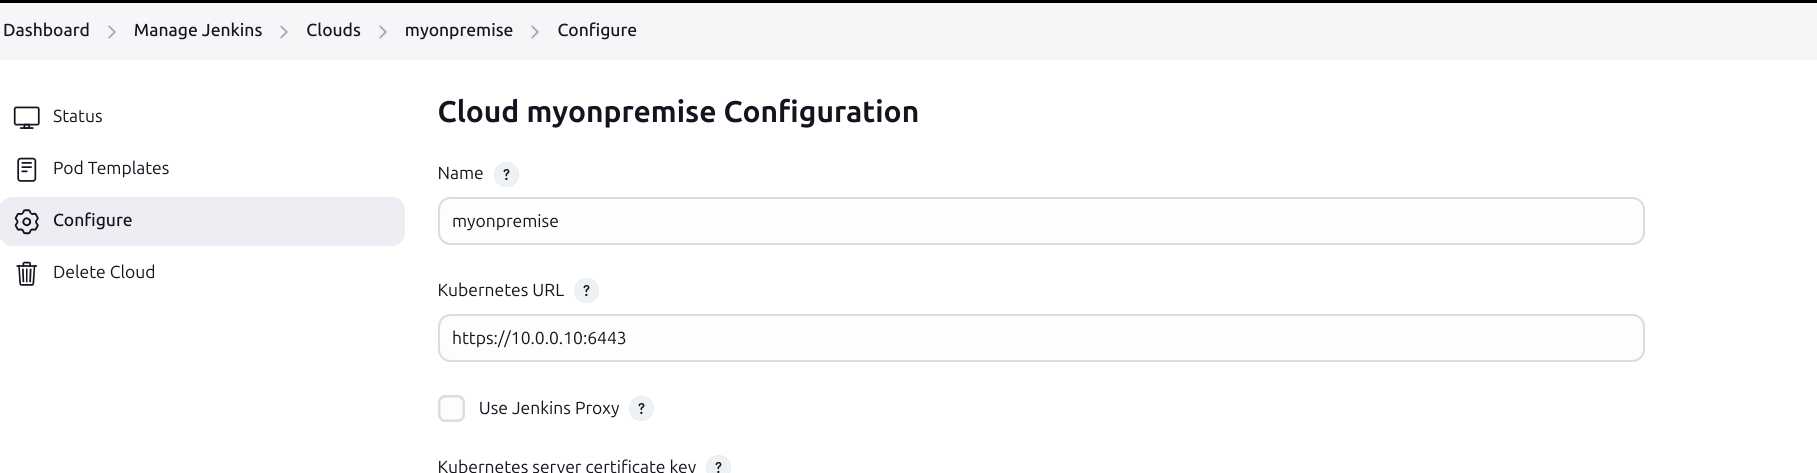 Dashboard > Manage Jenkins > Clouds > myonpremise > Configure
Status
Pod Templates
Configure
Delete Cloud
Cloud myonpremise Configuration
Name ?
myonpremise
Kubernetes URL ?
https://10.0.0.10:6443
Use Jenkins Proxy ?
Kubernetes server certificate key ?